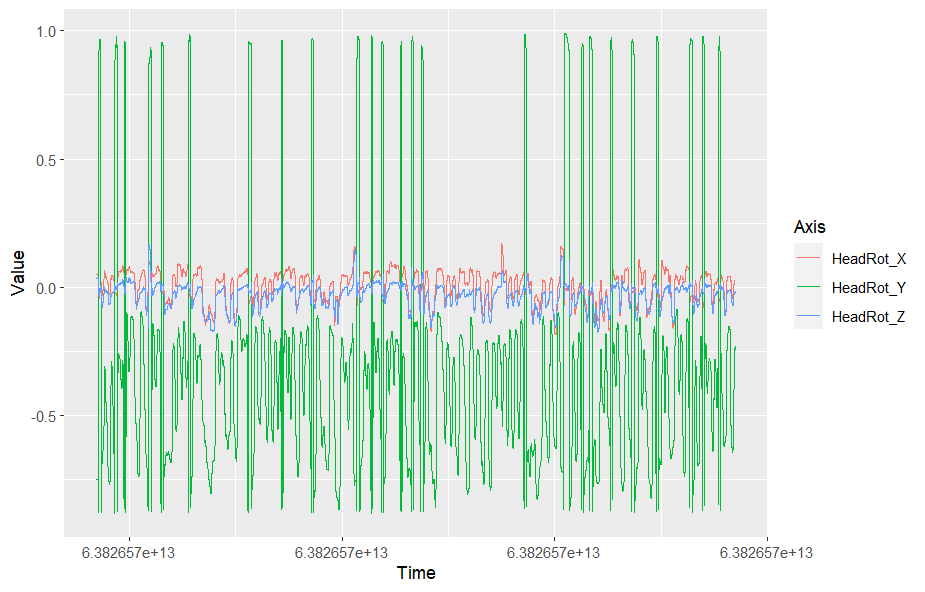 1.0
0.5
0.0
-0.5
Value
6.382657e+13 6.382657e+13 6.382657e+13 6.382657e+13
Time
Axis
HeadRot_X
HeadRot_Y
HeadRot_Z